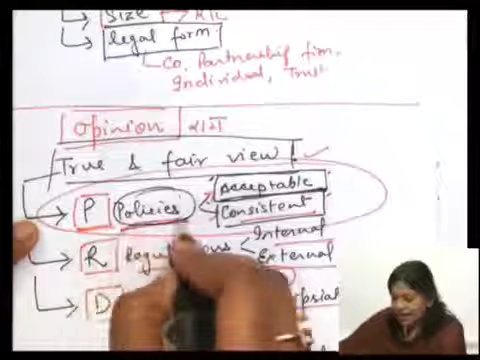 Size
legal form
Co. Partnership firm.
Individual, Trust
Opinion राय
True & fair view !
P Policies Acceptable
Consistent
R Internal
External
D